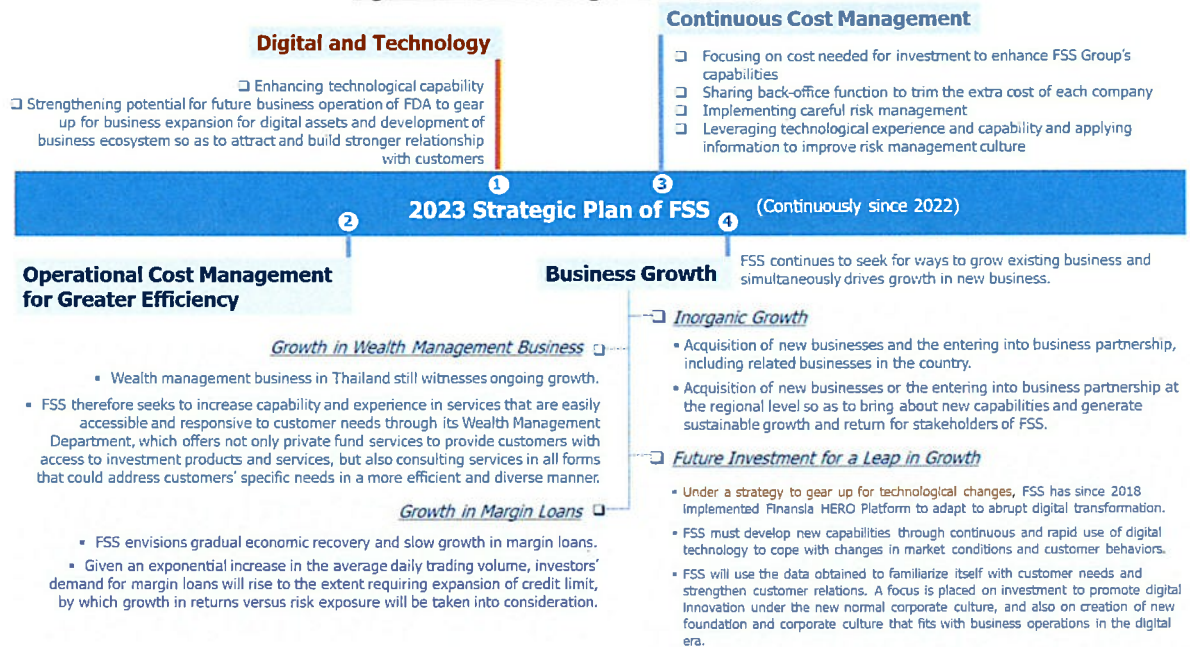 Digital and Technology
❑ Enhancing technological capability
❑ Strengthening potential for future business operation of FDA to gear
up for business expansion for digital assets and development of
business ecosystem so as to attract and build stronger relationship
with customers
Continuous Cost Management
❑ Focusing on cost needed for investment to enhance FSS Group's
capabilities
❑ Sharing back-office function to trim the extra cost of each company
❑ Implementing careful risk management
❑ Leveraging technological experience and capability and applying
information to improve risk management culture
1
3
2023 Strategic Plan of FSS (Continuously since 2022)
2
4
Operational Cost Management
for Greater Efficiency
Business Growth
FSS continues to seek for ways to grow existing business and
simultaneously drives growth in new business.
Growth in Wealth Management Business ❑
▪ Wealth management business in Thailand still witnesses ongoing growth.
▪ FSS therefore seeks to increase capability and experience in services that are easily
accessible and responsive to customer needs through its Wealth Management
Department, which offers not only private fund services to provide customers with
access to investment products and services, but also consulting services in all forms
that could address customers' specific needs in a more efficient and diverse manner.
Growth in Margin Loans ❑
▪ FSS envisions gradual economic recovery and slow growth in margin loans.
▪ Given an exponential increase in the average daily trading volume, investors'
demand for margin loans will rise to the extent requiring expansion of credit limit,
by which growth in returns versus risk exposure will be taken into consideration.
❑ Inorganic Growth
▪ Acquisition of new businesses and the entering into business partnership,
including related businesses in the country.
▪ Acquisition of new businesses or the entering into business partnership at
the regional level so as to bring about new capabilities and generate
sustainable growth and return for stakeholders of FSS.
❑ Future Investment for a Leap in Growth
▪ Under a strategy to gear up for technological changes, FSS has since 2018
implemented Finansia HERO Platform to adapt to abrupt digital transformation.
▪ FSS must develop new capabilities through continuous and rapid use of digital
technology to cope with changes in market conditions and customer behaviors.
▪ FSS will use the data obtained to familiarize itself with customer needs and
strengthen customer relations. A focus is placed on investment to promote digital
innovation under the new normal corporate culture, and also on creation of new
foundation and corporate culture that fits with business operations in the digital
era.